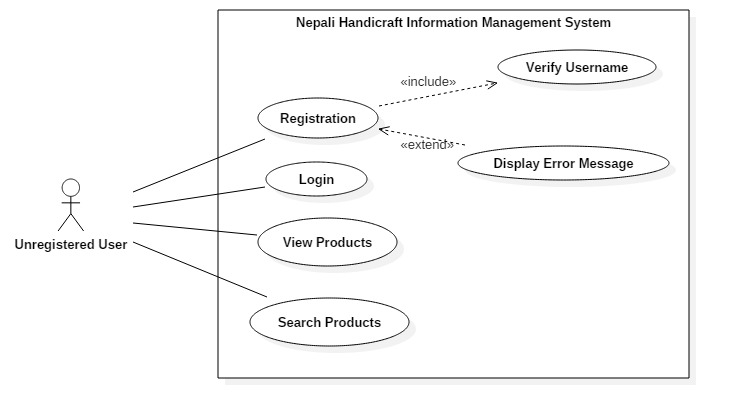 Nepali Handicraft Information Management System
Verify Username
«include»
Registration
«extend»
Display Error Message
Login
Unregistered User
View Products
Search Products